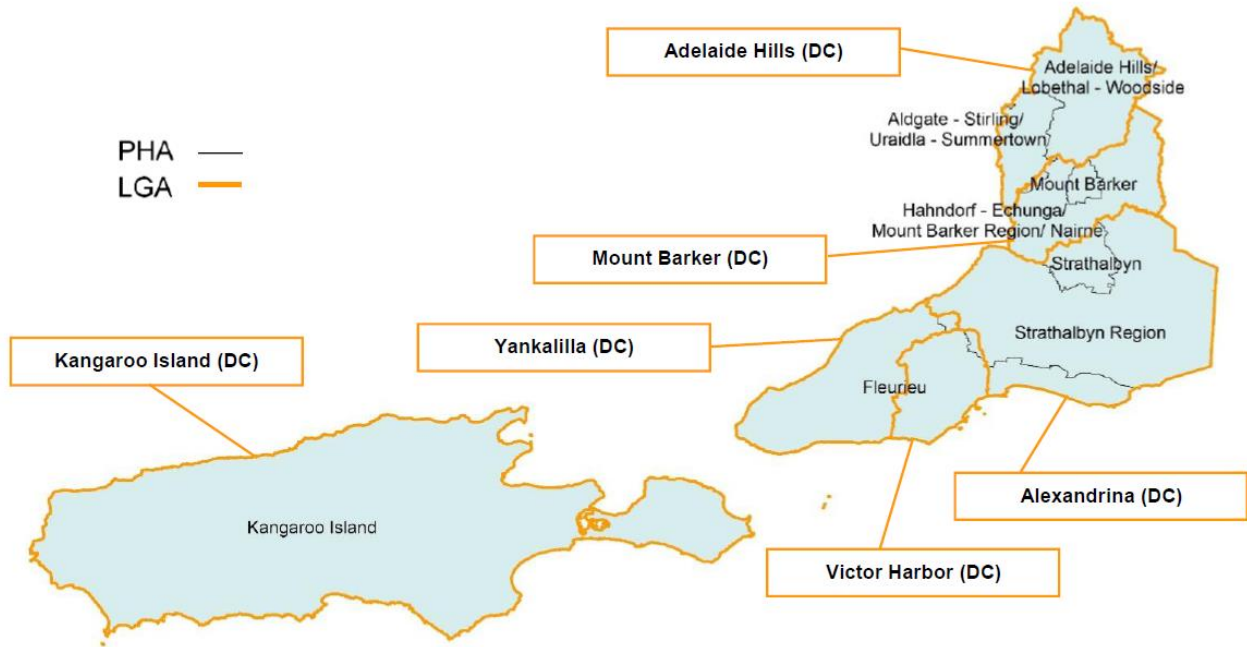 Adelaide Hills (DC)
Adelaide Hills/
Lobethal - Woodside
Aldgate - Stirling/
Uraidla - Summertown
PHA
LGA
Mount Barker
Hahndorf - Echunga/
Mount Barker Region/ Nairne
Mount Barker (DC)
Strathalbyn
Strathalbyn Region
Yankalilla (DC)
Kangaroo Island (DC)
Fleurieu
Alexandrina (DC)
Kangaroo Island
Victor Harbor (DC)